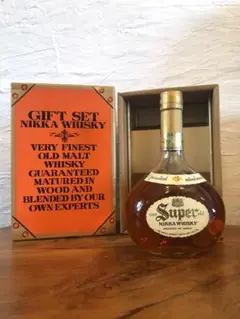 GIFT SET
NIKKA WHISKY
VERY FINEST
OLD MALT
WHISKY
GUARANTEED
MATURED IN
WOOD AND
BLENDED BY OUR
OWN EXPERTS
Super
NIKKA WHISKY